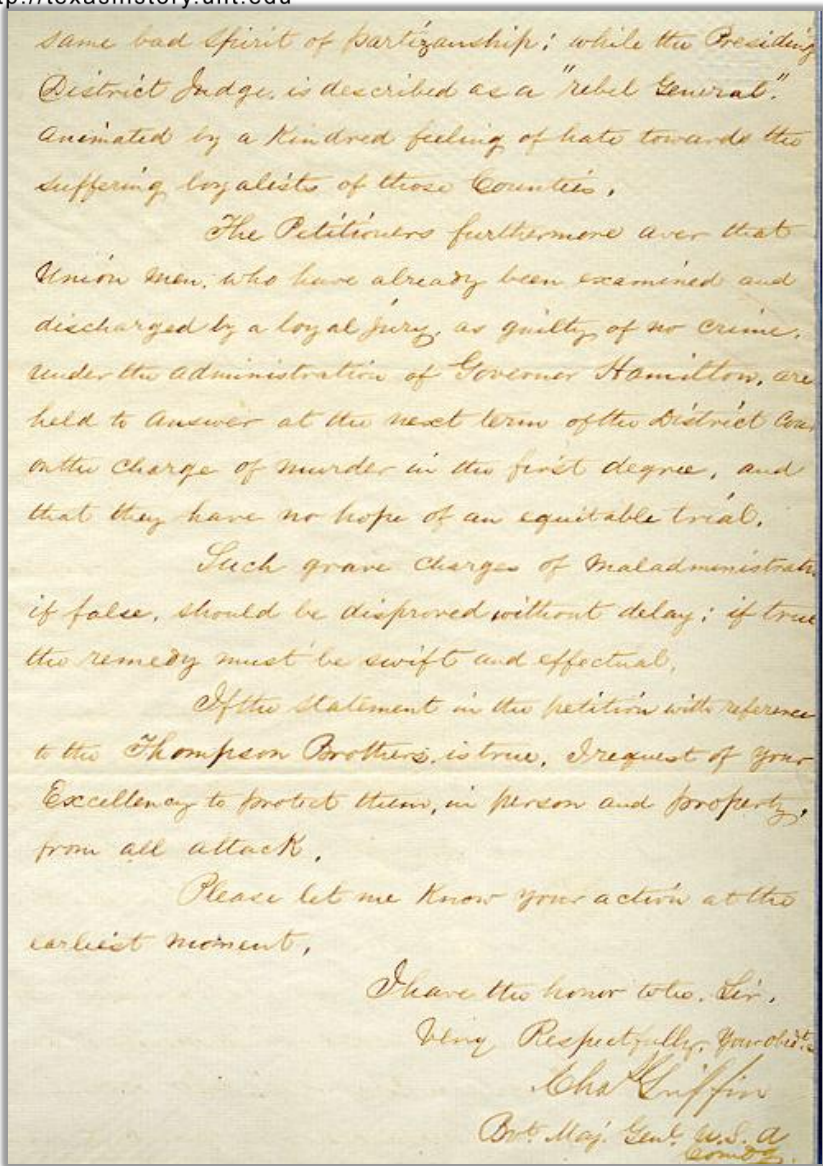 tp://texashistory.unt.edu
same bad spirit of partizanship; while the Presiding
District Judge, is described as a "rebel General".
animated by a Kindred feeling of hate towards the
suffering loyalists of those Counties.
The Petitioners furthermore aver that
Union men, who have already been examined and
discharged by a loyal jury, as guilty of no crime,
under the administration of Governor Hamilton, are
held to answer at the next term of the District Cour
on the charge of murder in the first degree, and
that they have no hope of an equitable trial.
Such grave charges of Maladministratio
if false, should be disproved without delay; if true
the remedy must be swift and effectual.
If the statement in the petition with reference
to the Thompson Brothers, is true, I request of your
Excellency to protect them, in person and property,
from all attack.
Please let me Know your action at the
earliest moment.
I have the honor to be, Sir,
Very Respectfully, Your obdt.
Chas Griffin
Bvt. Maj. Genl. U.S.A
Comdg.